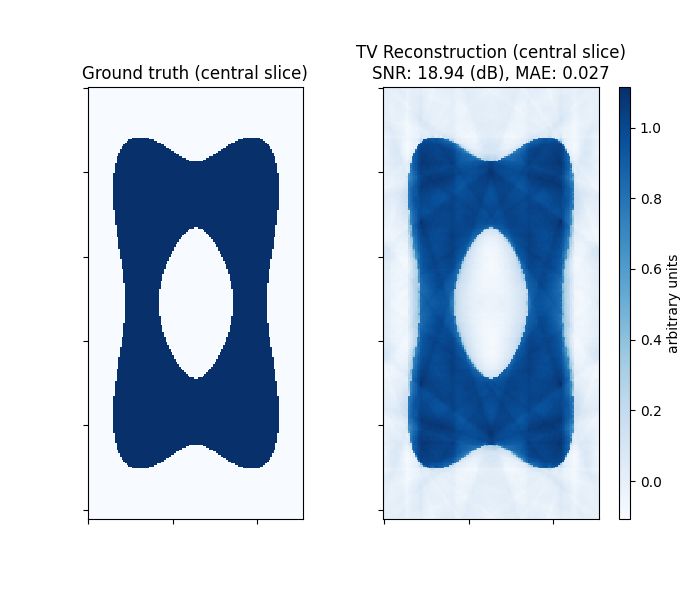 Ground truth (central slice)
TV Reconstruction (central slice)
SNR: 18.94 (dB), MAE: 0.027
1.0
0.8
0.6
0.4
0.2
0.0
arbitrary units